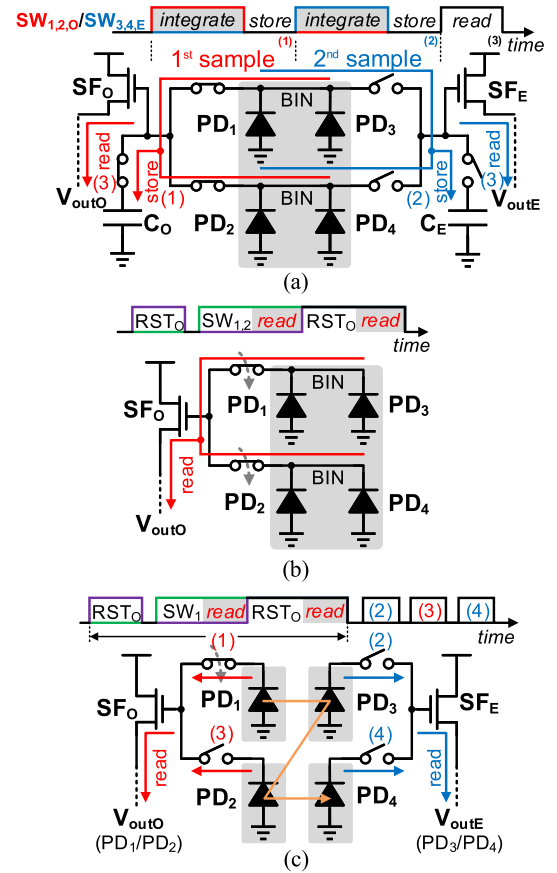 SW1,2,O/SW3,4,E integrate store integrate store read
(1) (2) (3) time
1st sample 2nd sample
SFO BIN SFE
PD1 PD3
read store store read
(3) (1) (2) (3)
VoutO BIN VoutE
CO PD2 PD4 CE
(a)
RSTO SW1,2 read RSTO read
time
BIN
SFO PD1 PD3
read BIN
PD2 PD4
VoutO
(b)
RSTO SW1 read RSTO read (2) (3) (4)
time
(1) (2)
SFO PD1 PD3 SFE
(3) (4)
read PD2 PD4 read
VoutO VoutE
(PD1/PD2) (PD3/PD4)
(c)